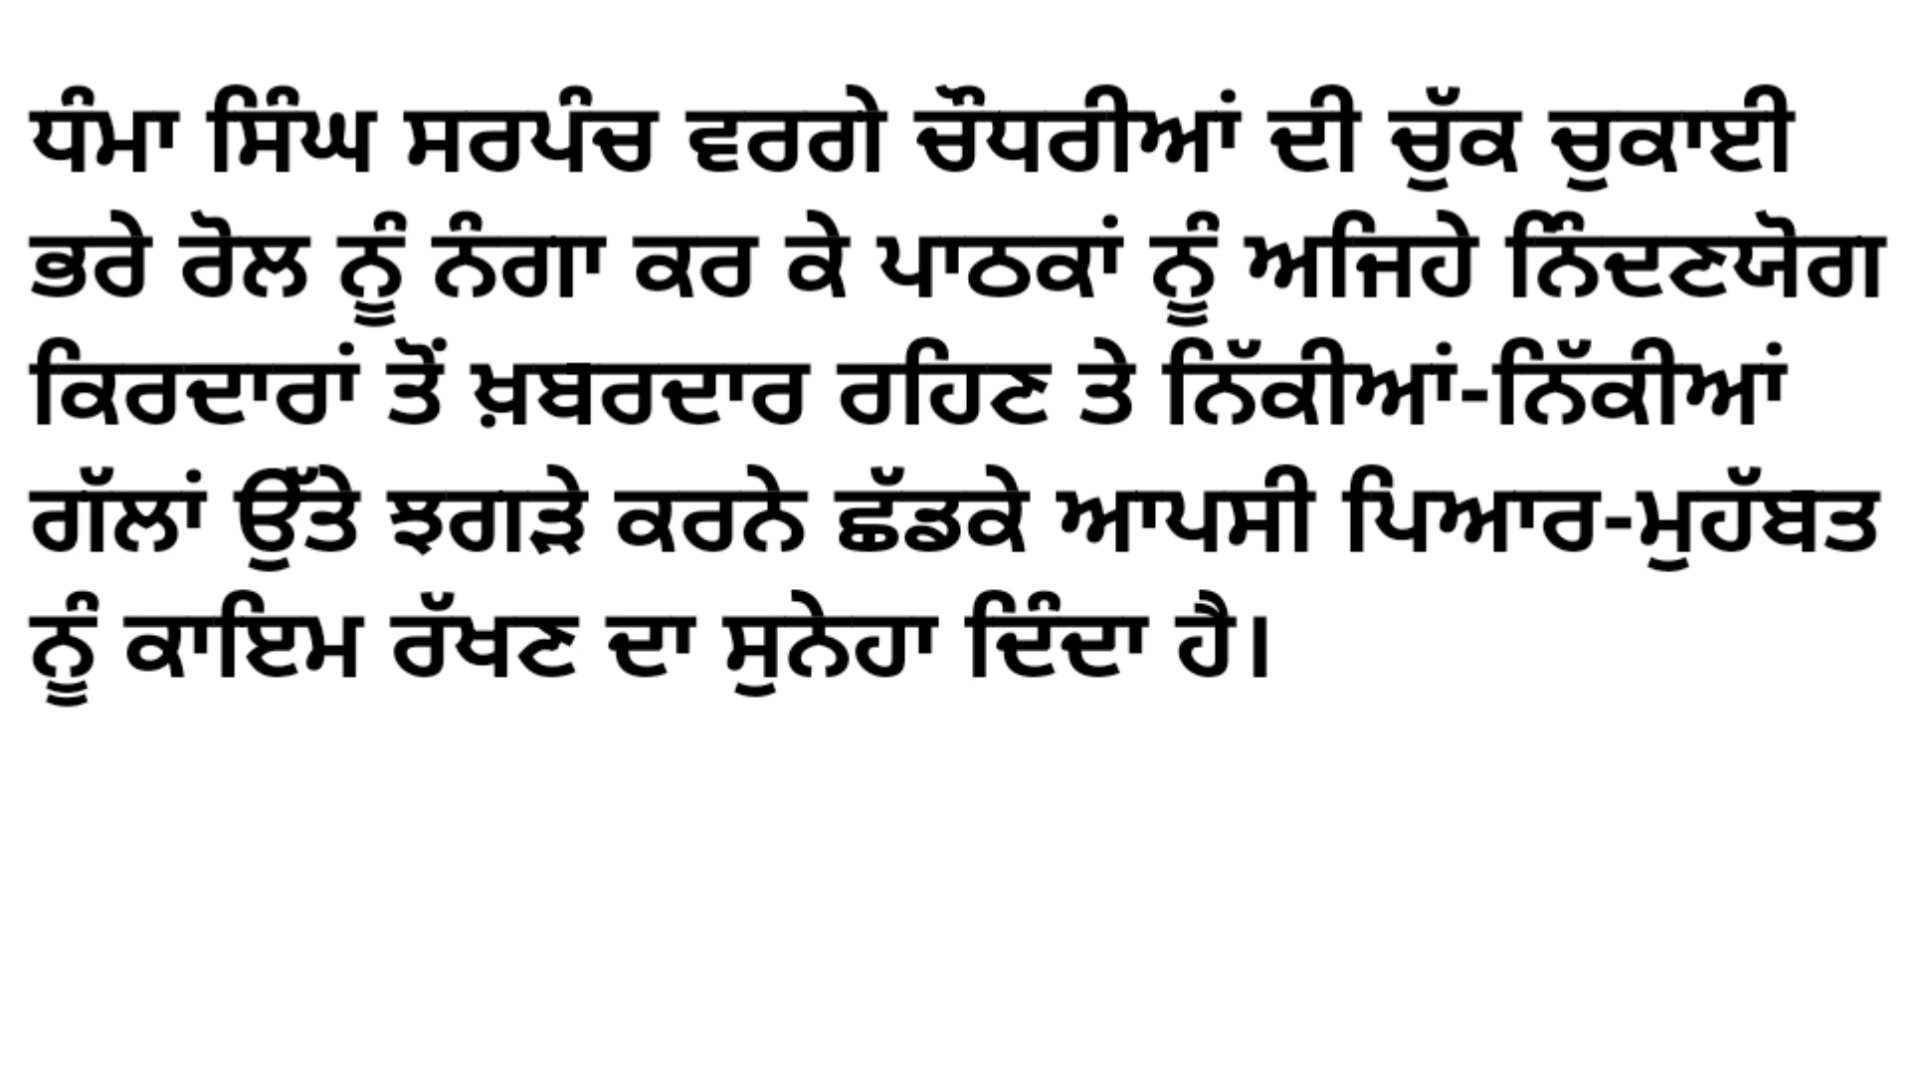 ਧੰਮਾ ਸਿੰਘ ਸਰਪੰਚ ਵਰਗੇ ਚੌਧਰੀਆਂ ਦੀ ਚੁੱਕ ਚੁਕਾਈ
ਭਰੇ ਰੋਲ ਨੂੰ ਨੰਗਾ ਕਰ ਕੇ ਪਾਠਕਾਂ ਨੂੰ ਅਜਿਹੇ ਨਿੰਦਣਯੋਗ
ਕਿਰਦਾਰਾਂ ਤੋਂ ਖ਼ਬਰਦਾਰ ਰਹਿਣ ਤੇ ਨਿੱਕੀਆਂ-ਨਿੱਕੀਆਂ
ਗੱਲਾਂ ਉੱਤੇ ਝਗੜੇ ਕਰਨੇ ਛੱਡਕੇ ਆਪਸੀ ਪਿਆਰ-ਮੁਹੱਬਤ
ਨੂੰ ਕਾਇਮ ਰੱਖਣ ਦਾ ਸੁਨੇਹਾ ਦਿੰਦਾ ਹੈ।